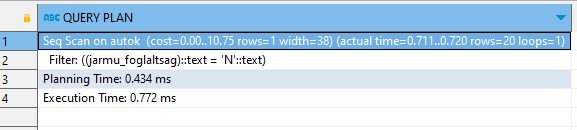 ABC QUERY PLAN
1 Seq Scan on autok (cost=0.00..10.75 rows=1 width=38) (actual time=0.711..0.720 rows=20 loops=1)
2 Filter: ((jarmu_foglaltsag)::text = 'N'::text)
3 Planning Time: 0.434 ms
4 Execution Time: 0.772 ms